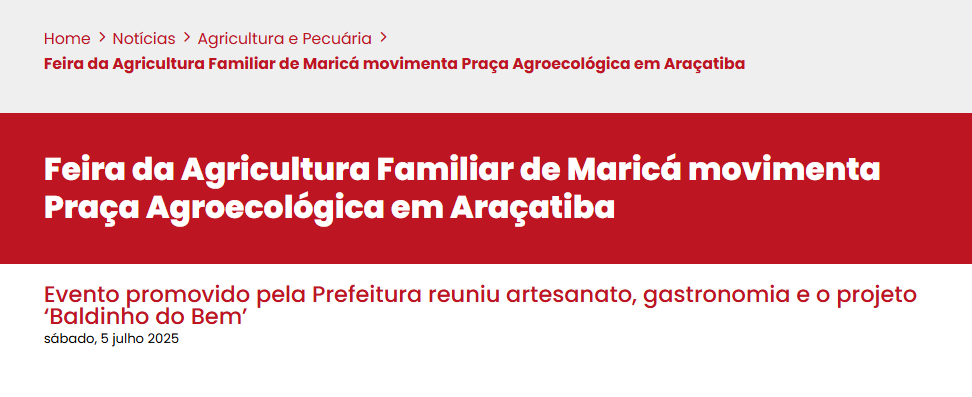 Home > Notícias > Agricultura e Pecuária >
Feira da Agricultura Familiar de Maricá movimenta Praça Agroecológica em Araçatiba
Feira da Agricultura Familiar de Maricá movimenta
Praça Agroecológica em Araçatiba
Evento promovido pela Prefeitura reuniu artesanato, gastronomia e o projeto
‘Baldinho do Bem’
sábado, 5 julho 2025